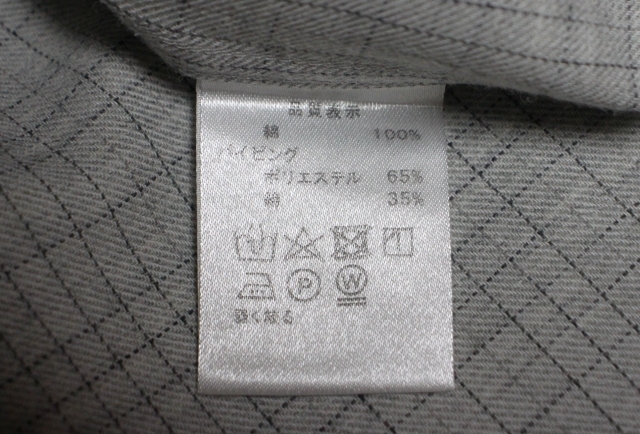 品質表示
綿 100%
パイピング
ポリエステル 65%
綿 35%
P W
弱く絞る